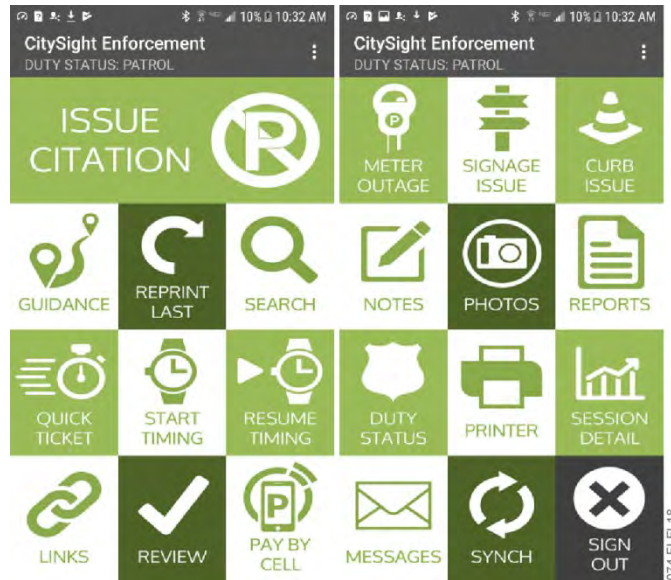 10% 10:32 AM
CitySight Enforcement
DUTY STATUS: PATROL
ISSUE
CITATION
P
GUIDANCE
REPRINT
LAST
SEARCH
QUICK
TICKET
START
TIMING
RESUME
TIMING
LINKS
REVIEW
P
PAY BY
CELL
10% 10:32 AM
CitySight Enforcement
DUTY STATUS: PATROL
P
METER
OUTAGE
SIGNAGE
ISSUE
CURB
ISSUE
NOTES
PHOTOS
REPORTS
DUTY
STATUS
PRINTER
SESSION
DETAIL
MESSAGES
SYNCH
SIGN
OUT